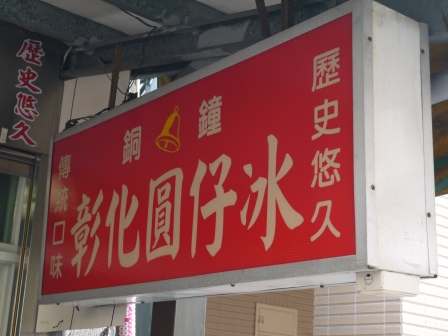 歷史悠久
銅鐘
彰化圓仔冰
傳統口味
歷史悠久